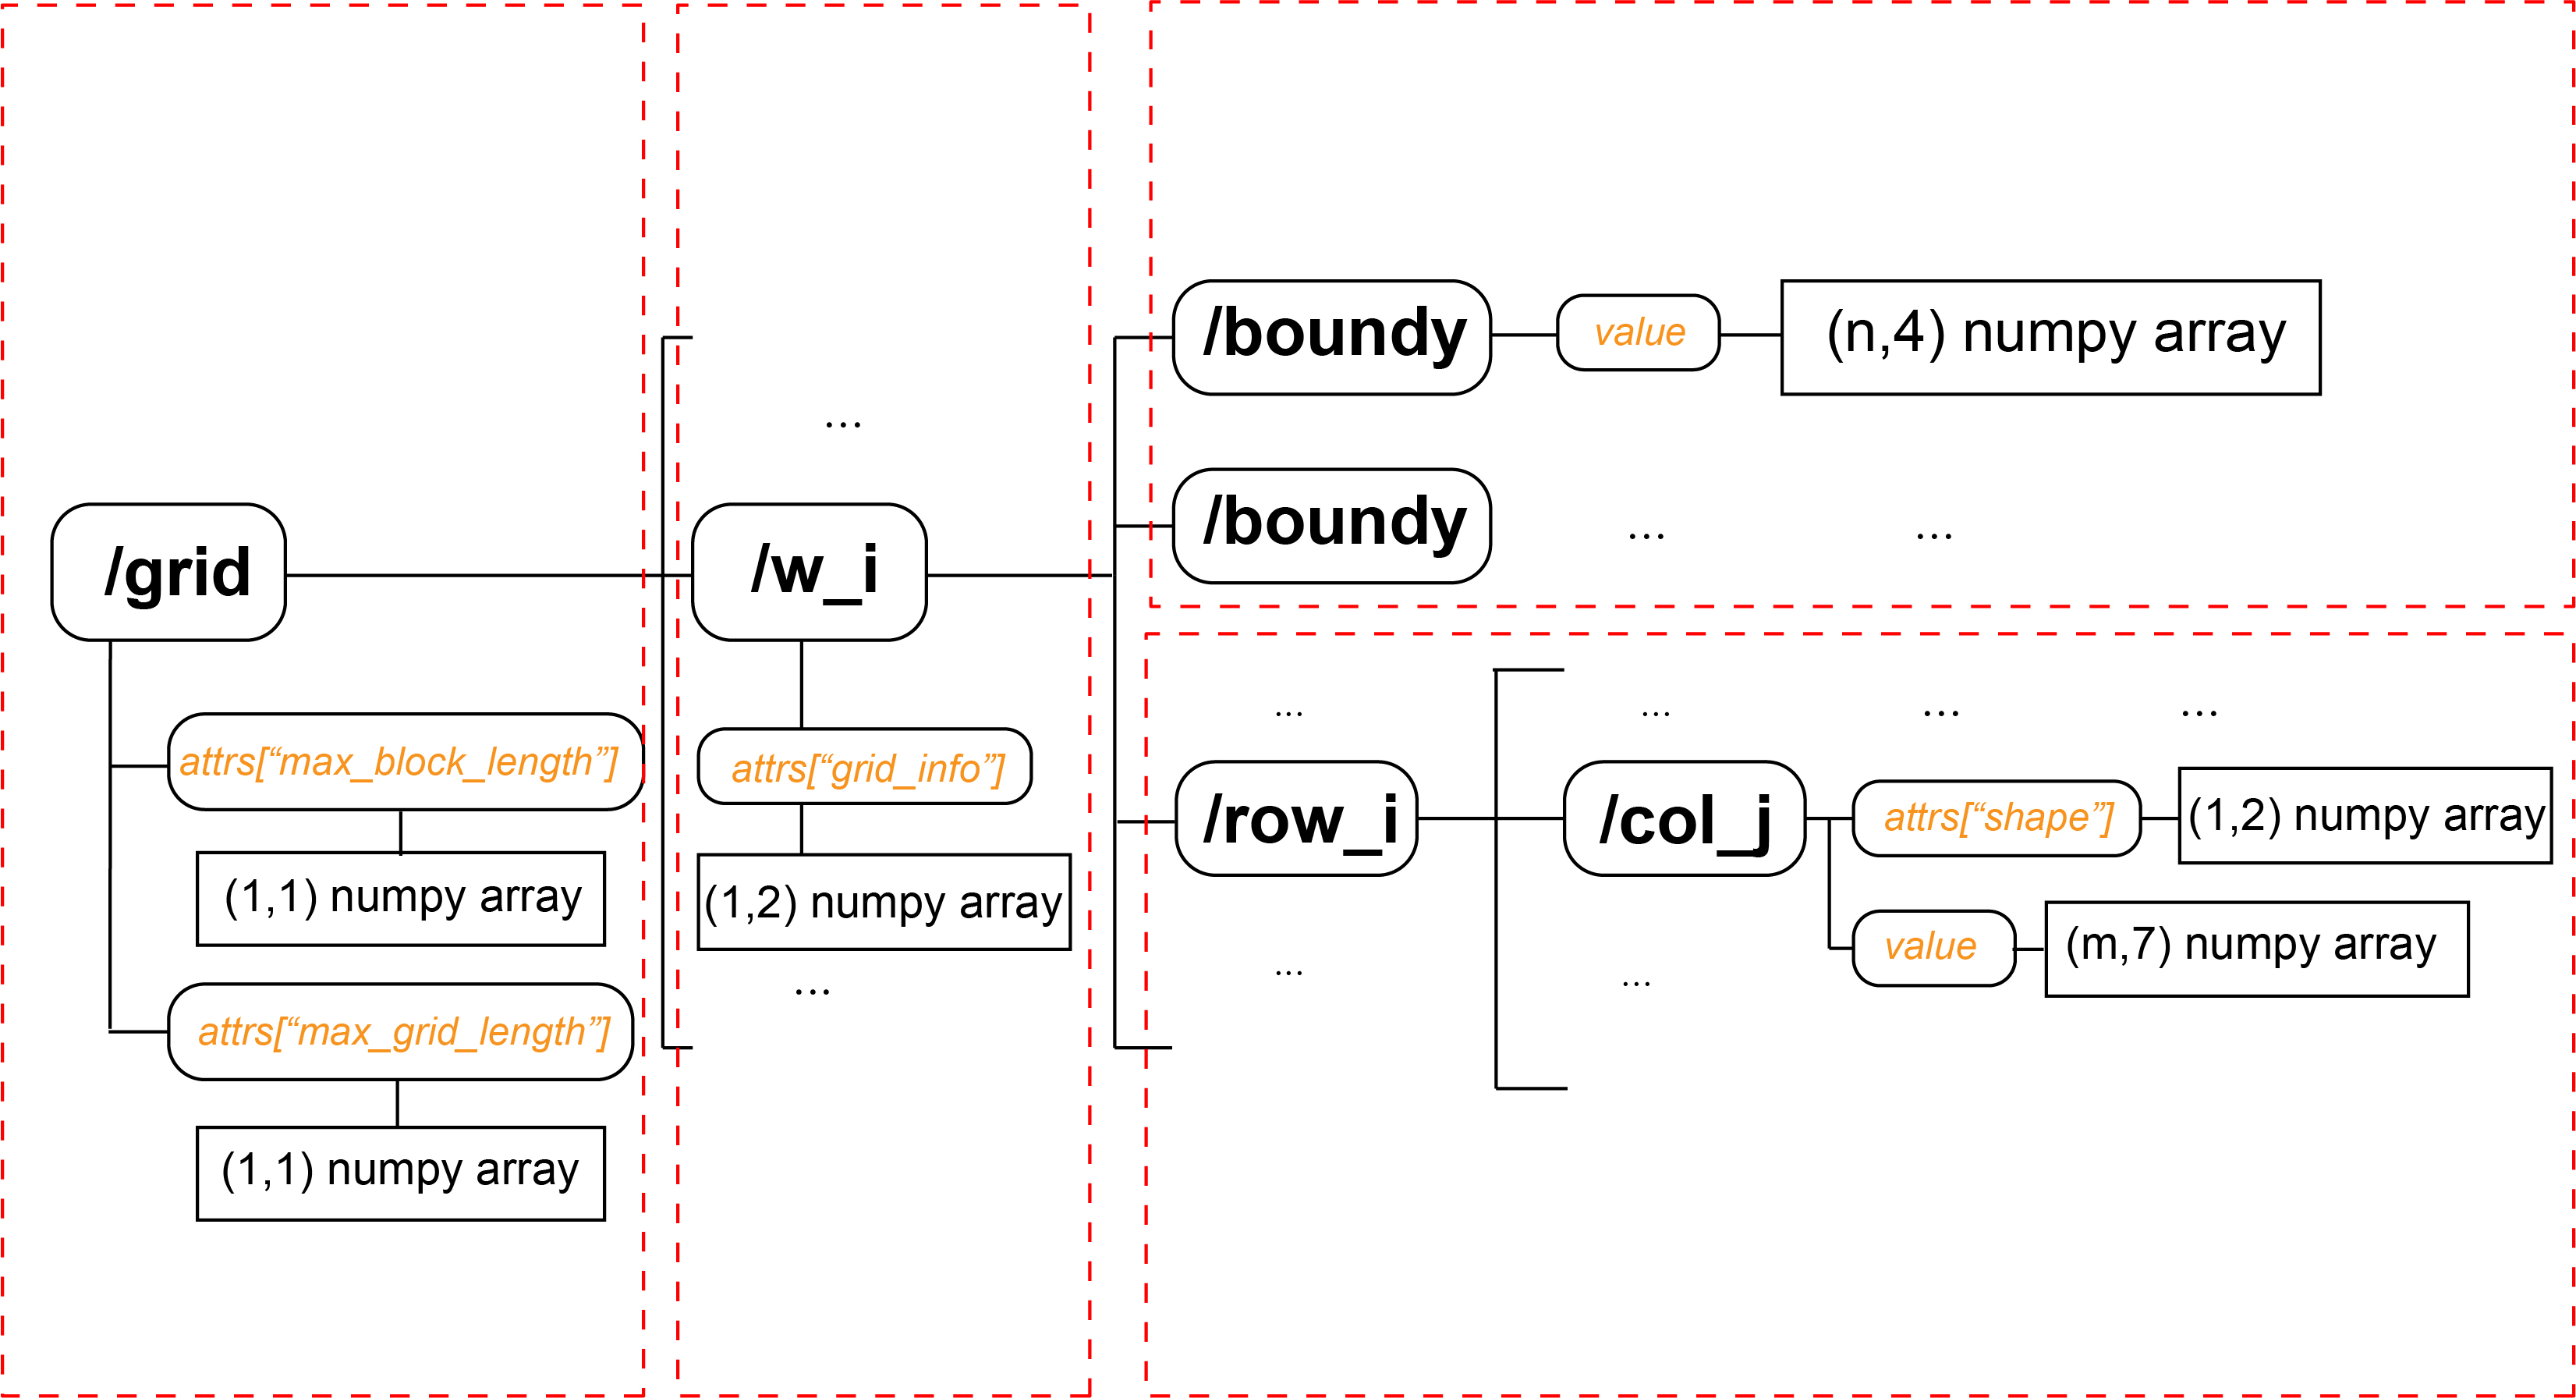 /grid
attrs[“max_block_length”]
(1,1) numpy array
attrs[“max_grid_length”]
(1,1) numpy array
...
/w_i
attrs[“grid_info”]
(1,2) numpy array
...
/boundy
value
(n,4) numpy array
/boundy
...
...
...
/row_i
...
...
/col_j
...
...
...
attrs[“shape”]
(1,2) numpy array
value
(m,7) numpy array